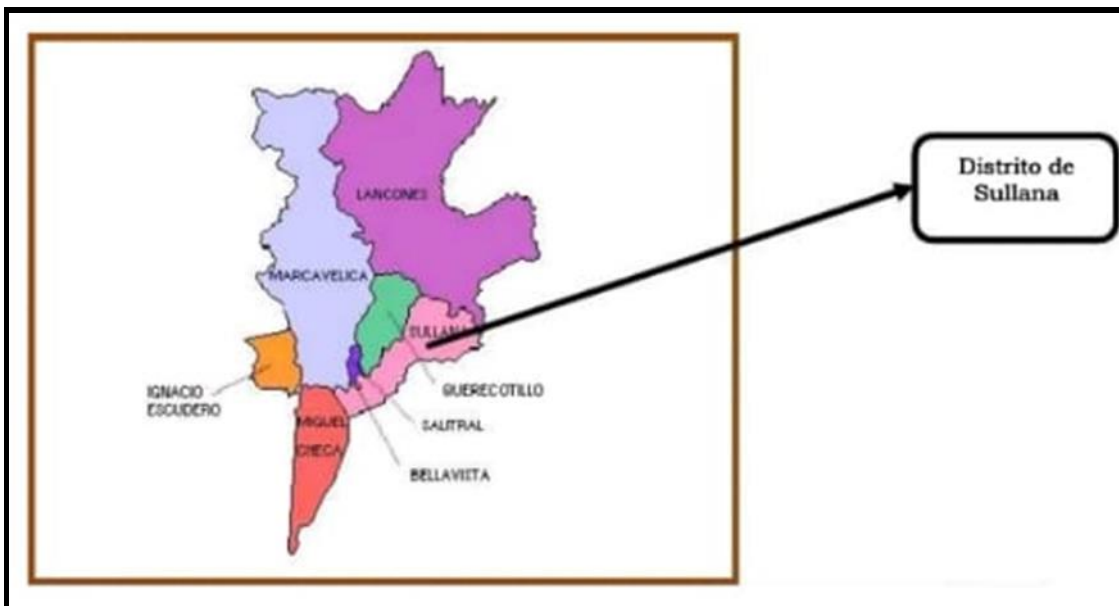 LANCONES
Distrito de
Sullana
MARCAVELICA
SULLANA
IGNACIO
ESCUDERO
QUERECOTILLO
SALITRAL
MIGUEL
CHECA
BELLAVISTA